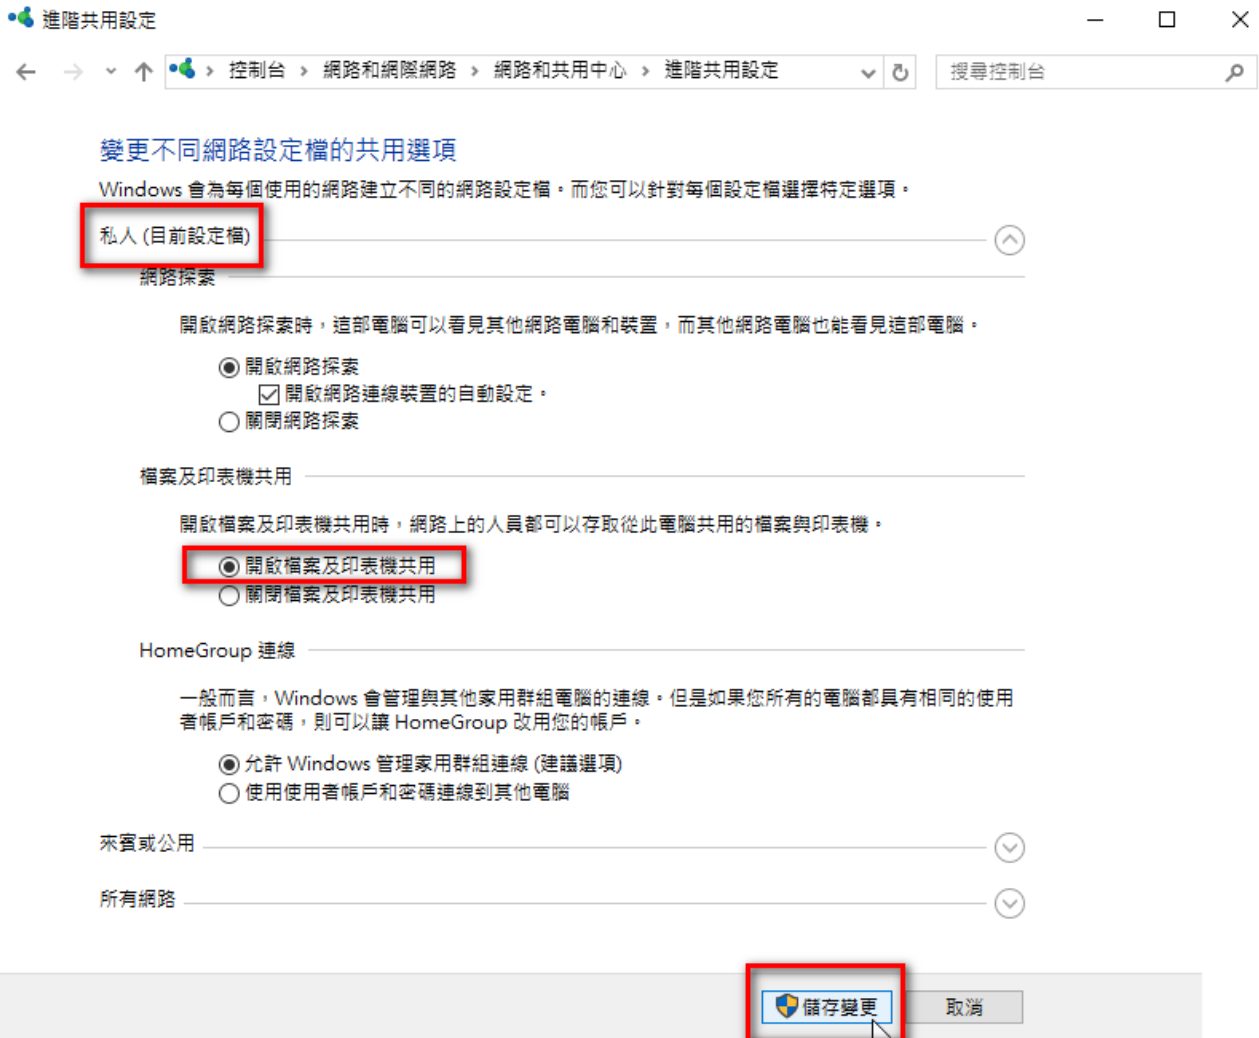 進階共用設定
控制台 › 網路和網際網路 › 網路和共用中心 › 進階共用設定
搜尋控制台
變更不同網路設定檔的共用選項
Windows 會為每個使用的網路建立不同的網路設定檔。而您可以針對每個設定檔選擇特定選項。
私人 (目前設定檔)
網路探索
開啟網路探索時，這部電腦可以看見其他網路電腦和裝置，而其他網路電腦也能看見這部電腦。
開啟網路探索
開啟網路連線裝置的自動設定。
關閉網路探索
檔案及印表機共用
開啟檔案及印表機共用時，網路上的人員都可以存取從此電腦共用的檔案與印表機。
開啟檔案及印表機共用
關閉檔案及印表機共用
HomeGroup 連線
一般而言，Windows 會管理與其他家用群組電腦的連線。但是如果您所有的電腦都具有相同的使用
者帳戶和密碼，則可以讓 HomeGroup 改用您的帳戶。
允許 Windows 管理家用群組連線 (建議選項)
使用使用者帳戶和密碼連線到其他電腦
來賓或公用
所有網路
儲存變更
取消